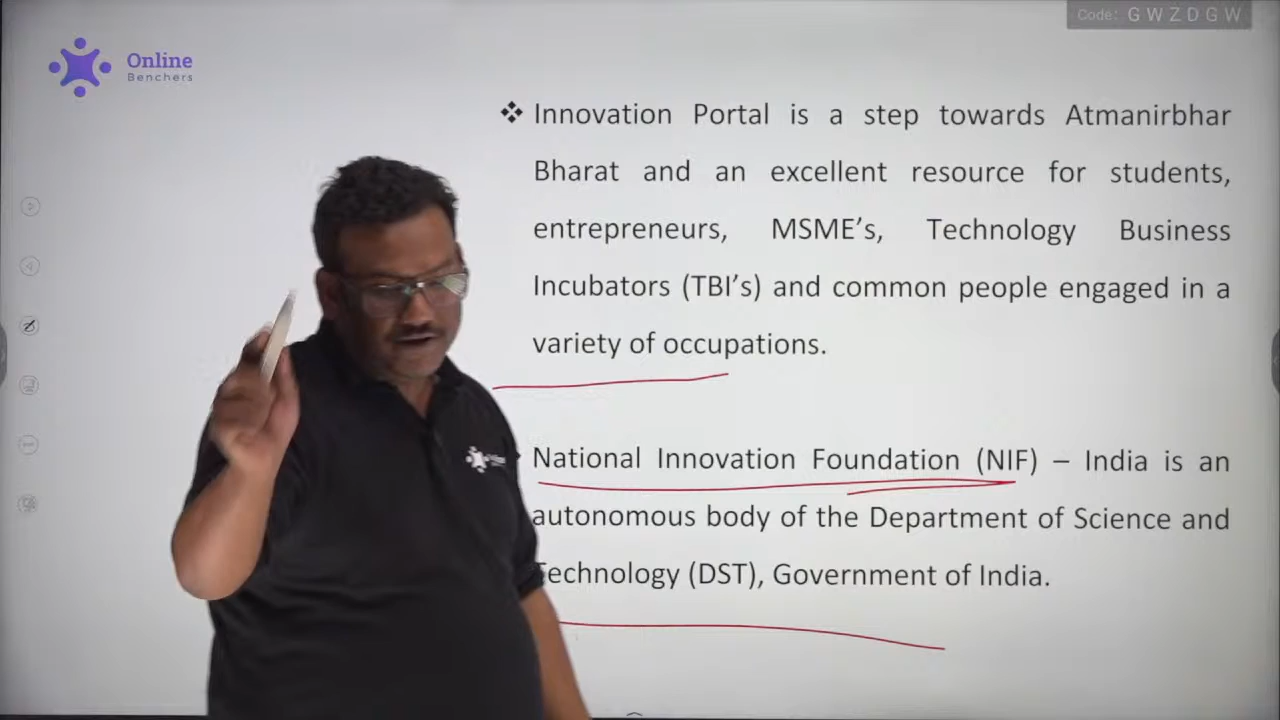 Code: G W Z D G W
Online
Benchers
Innovation Portal is a step towards Atmanirbhar
Bharat and an excellent resource for students,
entrepreneurs, MSME’s, Technology Business
Incubators (TBI’s) and common people engaged in a
variety of occupations.
National Innovation Foundation (NIF) – India is an
autonomous body of the Department of Science and
Technology (DST), Government of India.